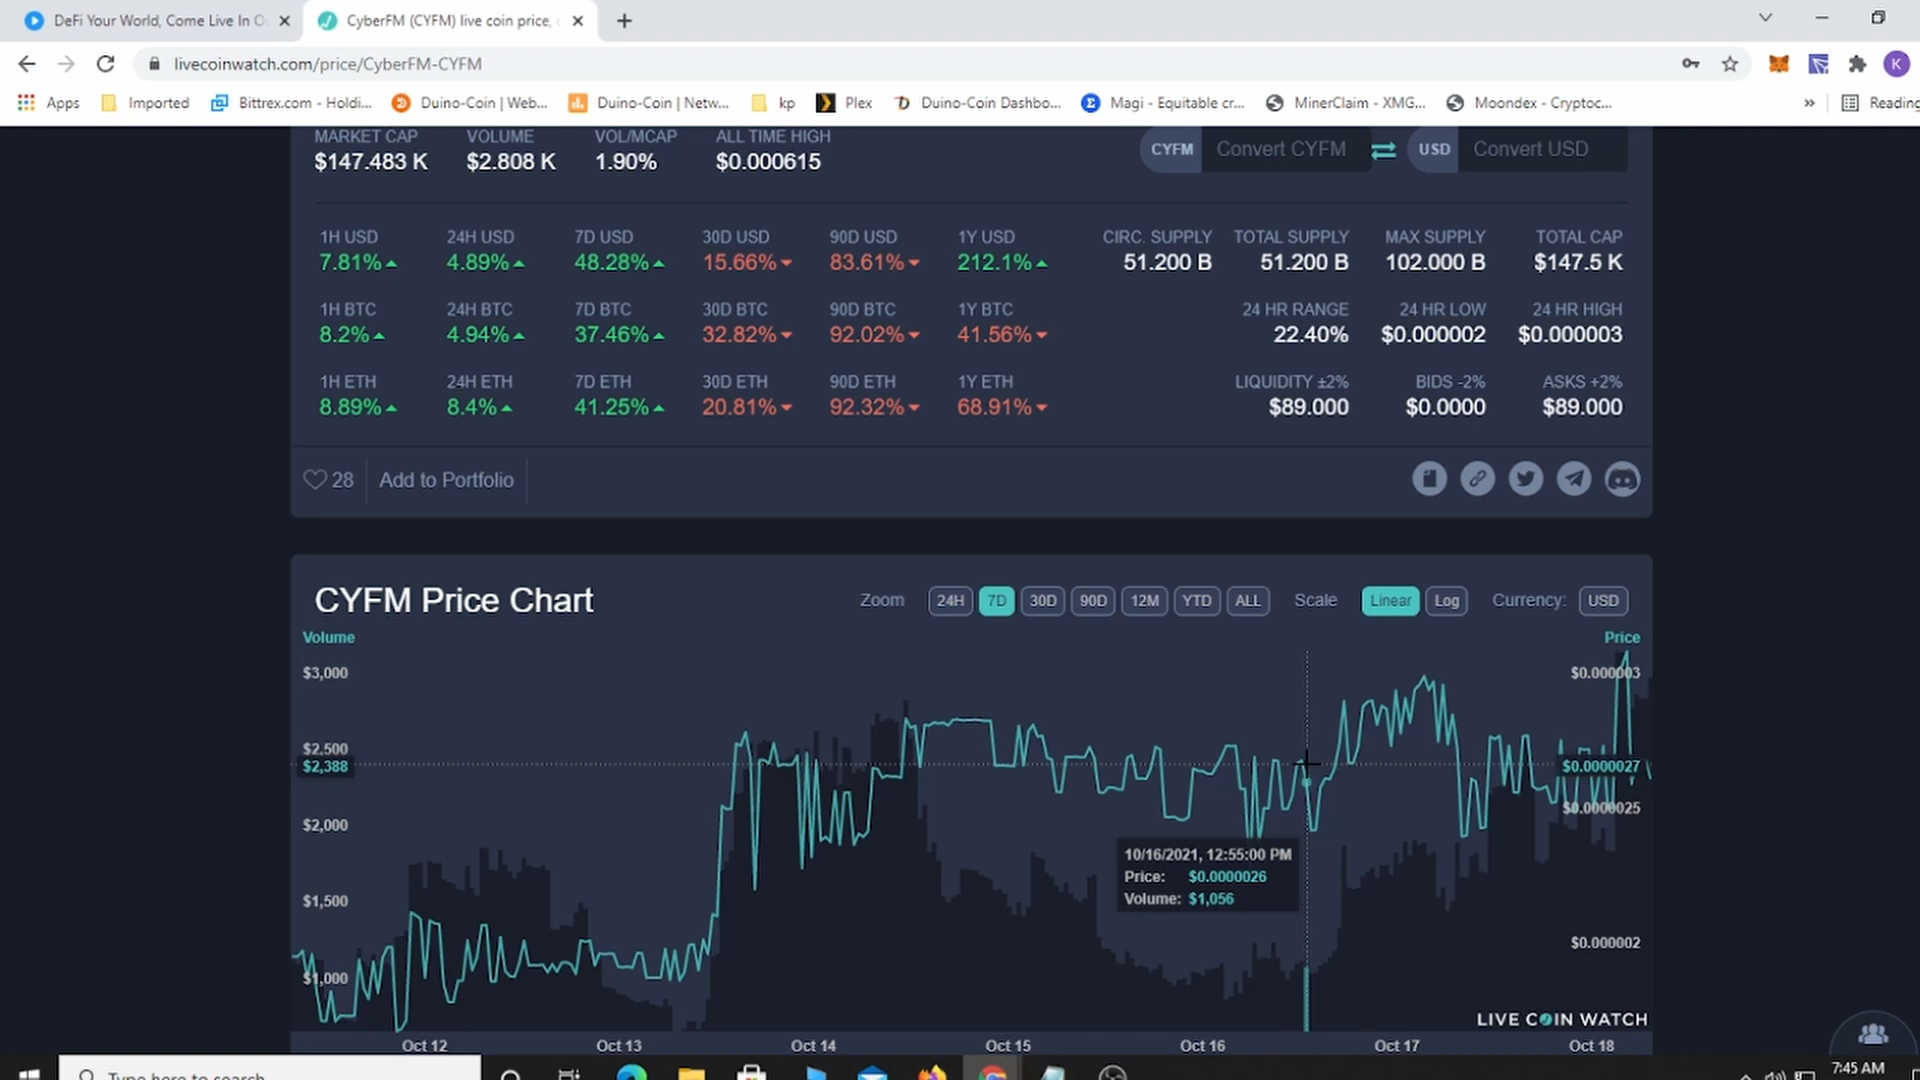 DeFi Your World, Come Live In O
CyberFM (CYFM) live coin price,
livecoinwatch.com/price/CyberFM-CYFM
K
Apps
Imported
Bittrex.com - Holdi...
Duino-Coin | Web...
Duino-Coin | Netw...
kp
Plex
Duino-Coin Dashbo...
Magi - Equitable cr...
MinerClaim - XMG...
Moondex - Cryptoc...
»
Reading
MARKET CAP VOLUME VOL/MCAP ALL TIME HIGH
$147.483 K $2.808 K 1.90% $0.000615
CYFM Convert CYFM USD Convert USD
1H USD 24H USD 7D USD 30D USD 90D USD 1Y USD CIRC. SUPPLY TOTAL SUPPLY MAX SUPPLY TOTAL CAP
7.81% 4.89% 48.28% 15.66% 83.61% 212.1% 51.200 B 51.200 B 102.000 B $147.5 K
1H BTC 24H BTC 7D BTC 30D BTC 90D BTC 1Y BTC 24 HR RANGE 24 HR LOW 24 HR HIGH
8.2% 4.94% 37.46% 32.82% 92.02% 41.56% 22.40% $0.000002 $0.000003
1H ETH 24H ETH 7D ETH 30D ETH 90D ETH 1Y ETH LIQUIDITY ±2% BIDS -2% ASKS +2%
8.89% 8.4% 41.25% 20.81% 92.32% 68.91% $89.000 $0.0000 $89.000
28 Add to Portfolio
CYFM Price Chart Zoom 24H 7D 30D 90D 12M YTD ALL Scale Linear Log Currency: USD
Volume Price
$3,000 $0.000003
$2,500
$2,388 $0.0000027
$2,000 $0.0000025
10/16/2021, 12:55:00 PM
Price: $0.0000026
Volume: $1,056
$1,500
$0.000002
$1,000
LIVE COIN WATCH
Oct 12 Oct 13 Oct 14 Oct 15 Oct 16 Oct 17 Oct 18
Type here to search
7:45 AM